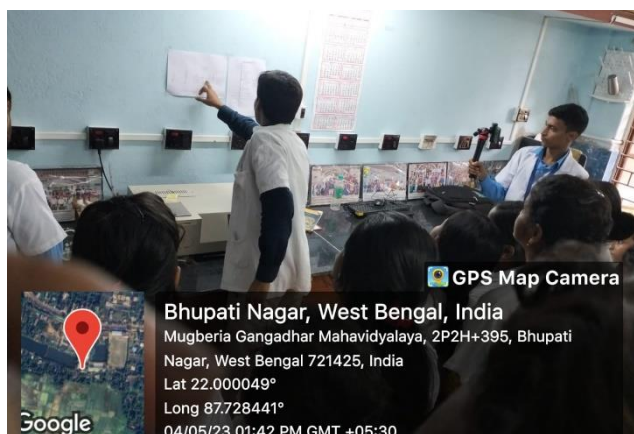 GPS Map Camera
Bhupati Nagar, West Bengal, India
Mugberia Gangadhar Mahavidyalaya, 2P2H+395, Bhupati
Nagar, West Bengal 721425, India
Lat 22.000049°
Long 87.728441°
04/05/23 01:42 PM GMT +05:30
Google